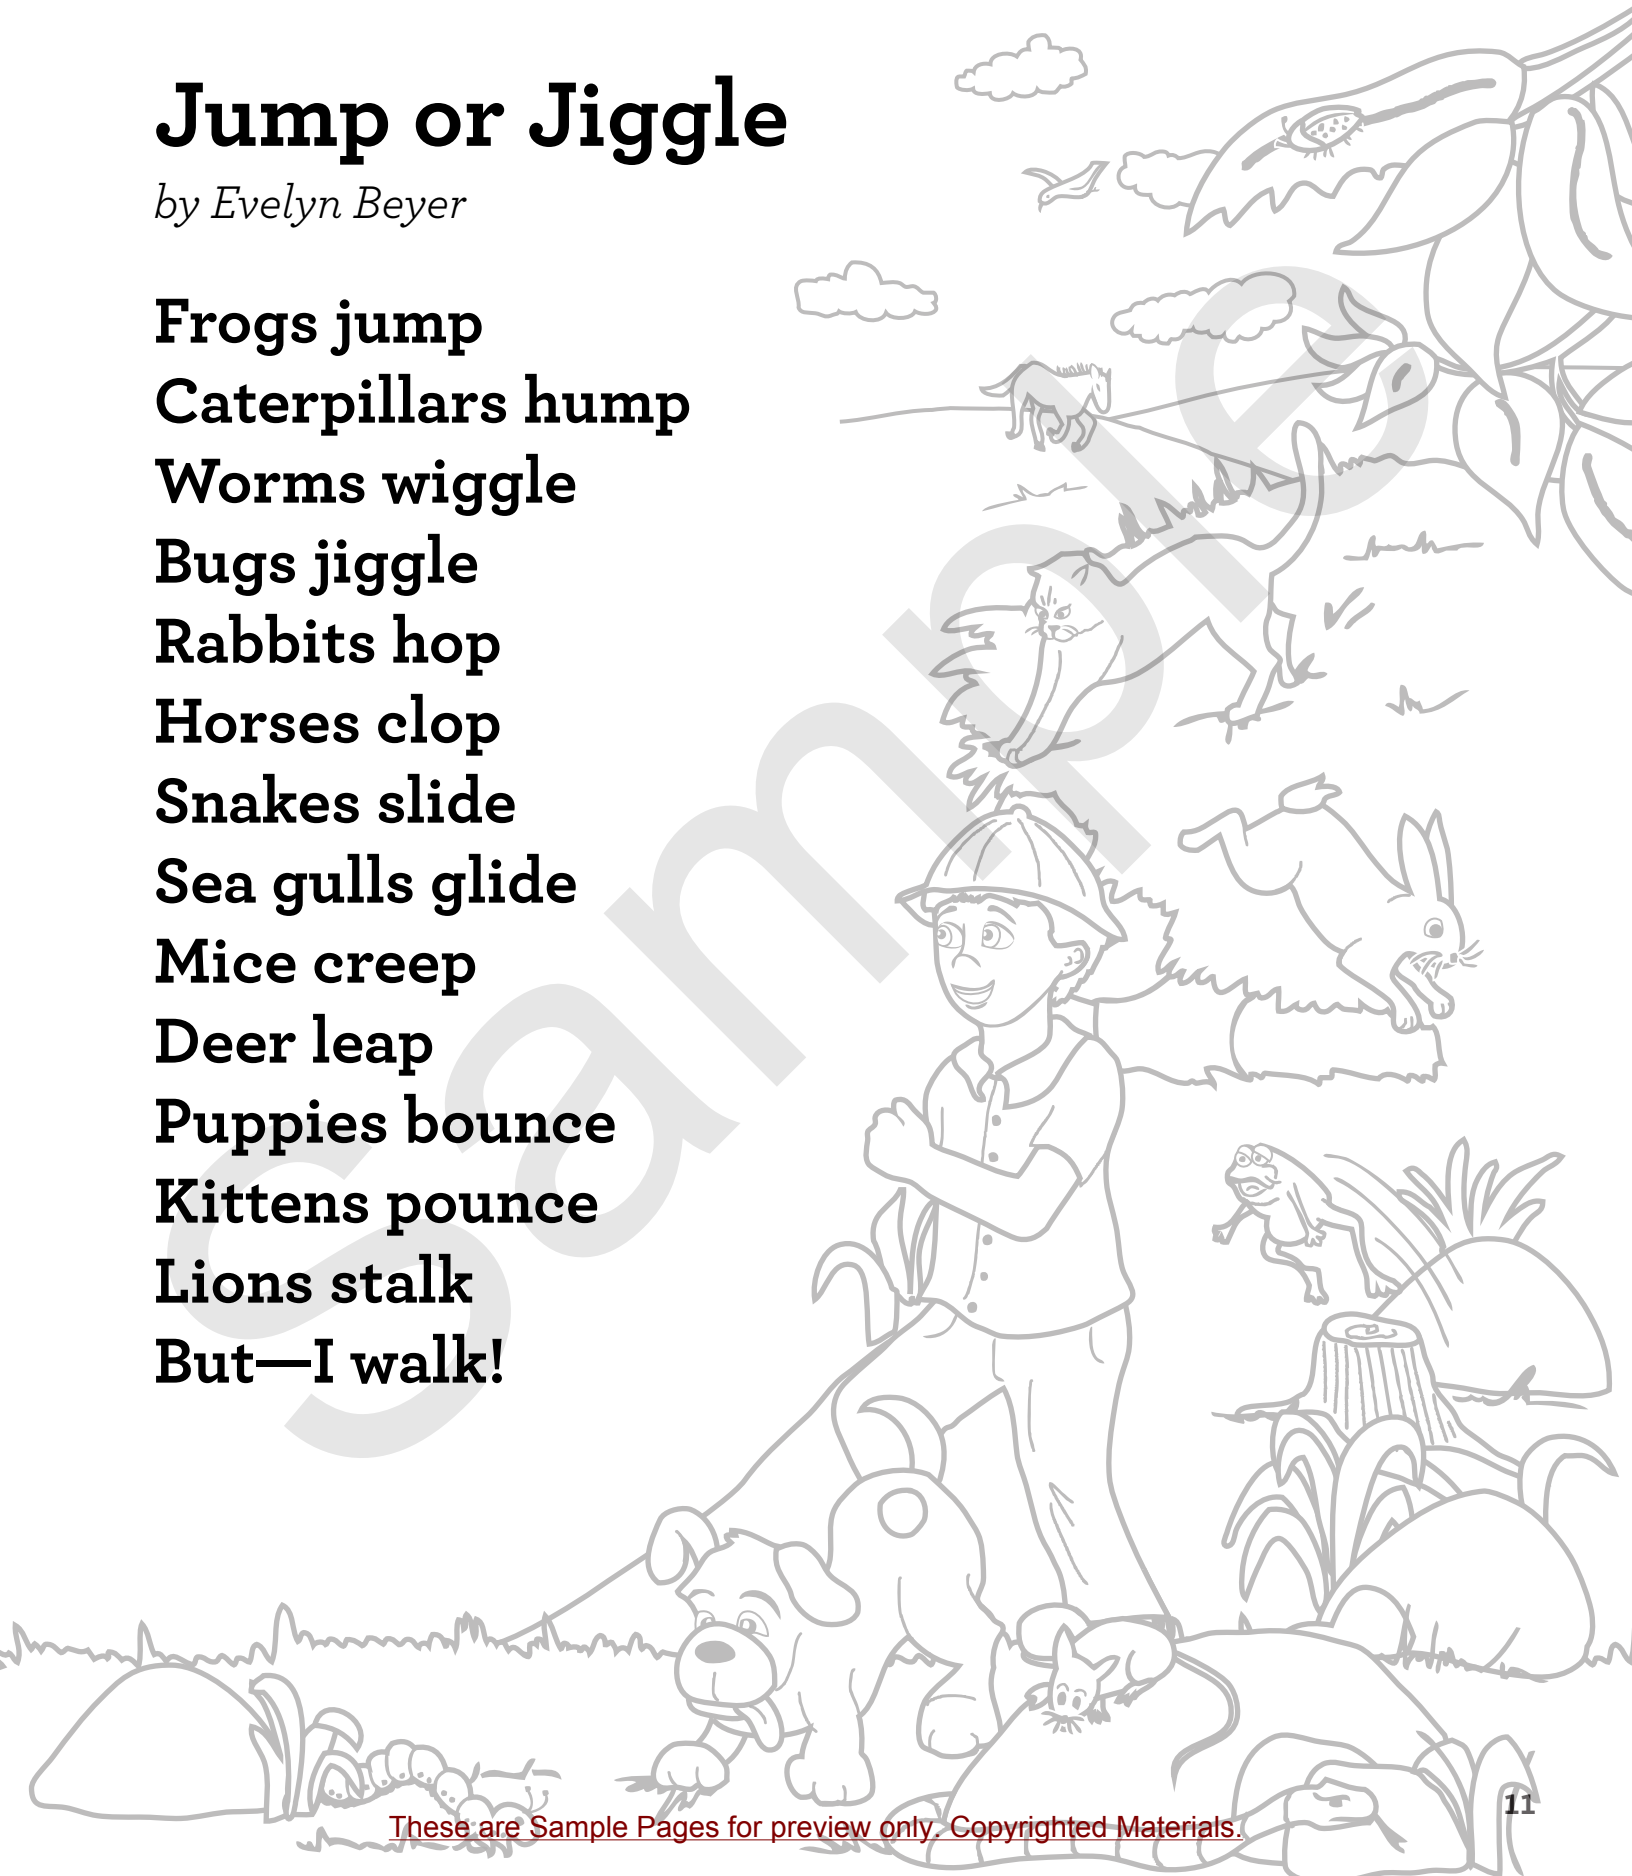 Jump or Jiggle
by Evelyn Beyer
Frogs jump
Caterpillars hump
Worms wiggle
Bugs jiggle
Rabbits hop
Horses clop
Snakes slide
Sea gulls glide
Mice creep
Deer leap
Puppies bounce
Kittens pounce
Lions stalk
But—I walk!
Sample
11
These are Sample Pages for preview only. Copyrighted Materials.